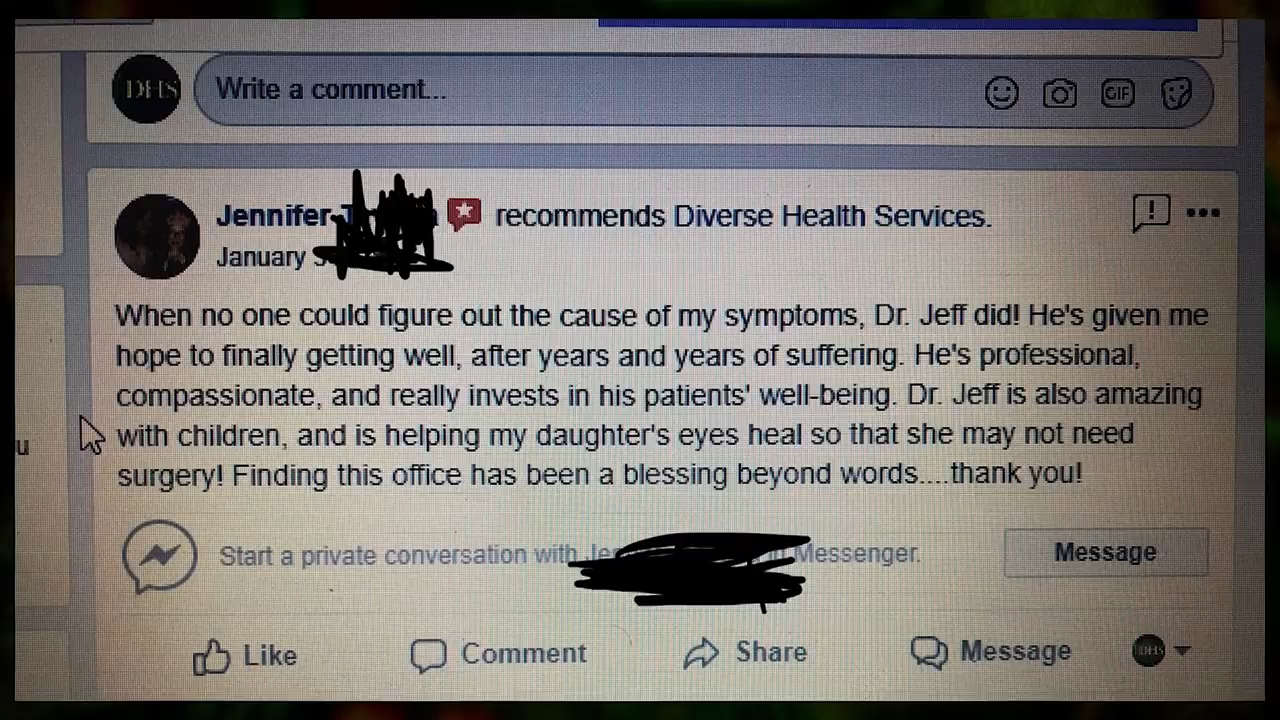 DHS
Write a comment...
GIF
Jennifer recommends Diverse Health Services.
January
When no one could figure out the cause of my symptoms, Dr. Jeff did! He's given me
hope to finally getting well, after years and years of suffering. He's professional,
compassionate, and really invests in his patients' well-being. Dr. Jeff is also amazing
with children, and is helping my daughter's eyes heal so that she may not need
surgery! Finding this office has been a blessing beyond words....thank you!
u
Start a private conversation with Messenger.
Message
Like
Comment
Share
Message
DHS